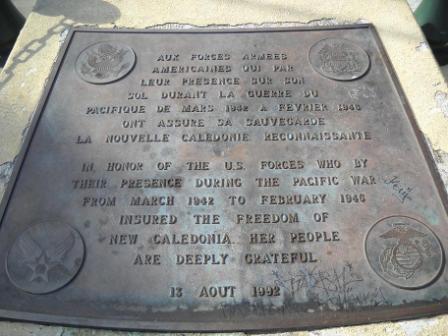 AUX FORCES ARMEES
AMERICAINES QUI PAR
LEUR PRESENCE SUR SON
SOL DURANT LA GUERRE DU
PACIFIQUE DE MARS 1942 A FEVRIER 1946
ONT ASSURE SA SAUVEGARDE
LA NOUVELLE CALEDONIE RECONNAISSANTE
IN HONOR OF THE U.S. FORCES WHO BY
THEIR PRESENCE DURING THE PACIFIC WAR
FROM MARCH 1942 TO FEBRUARY 1946
INSURED THE FREEDOM OF
NEW CALEDONIA. HER PEOPLE
ARE DEEPLY GRATEFUL
13 AOUT 1992